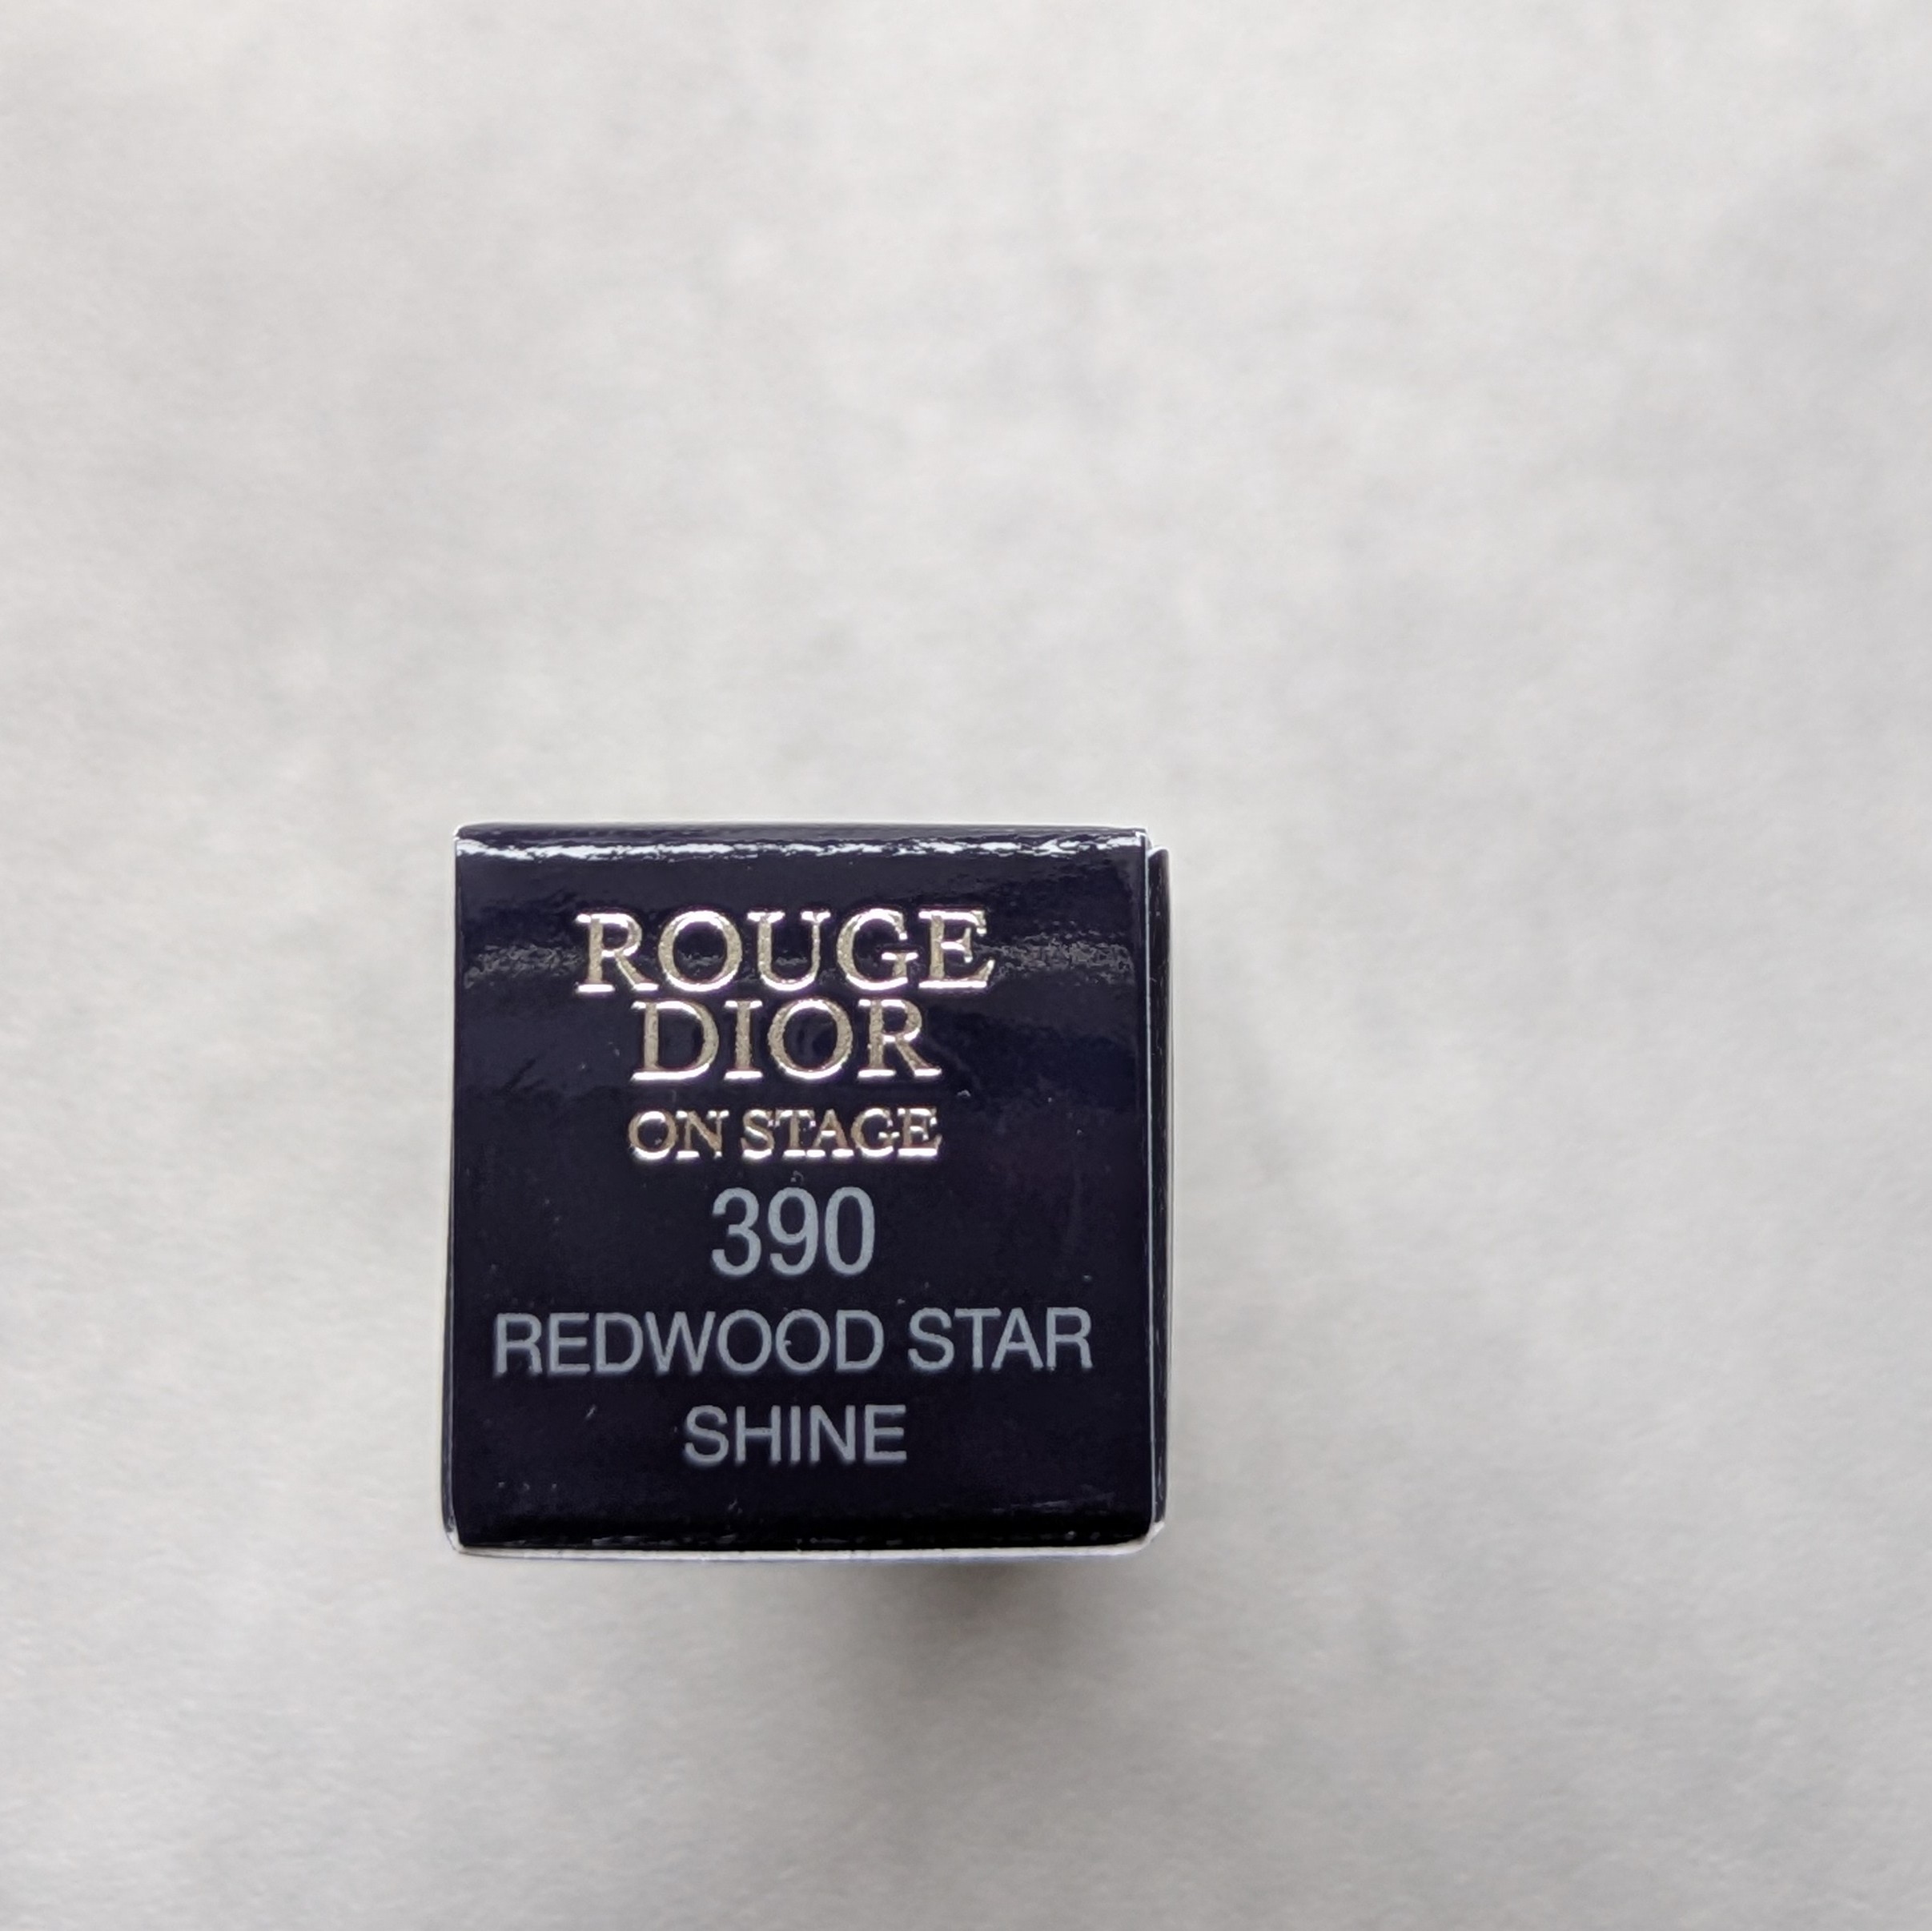 ROUGE
DIOR
ON STAGE
390
REDWOOD STAR
SHINE